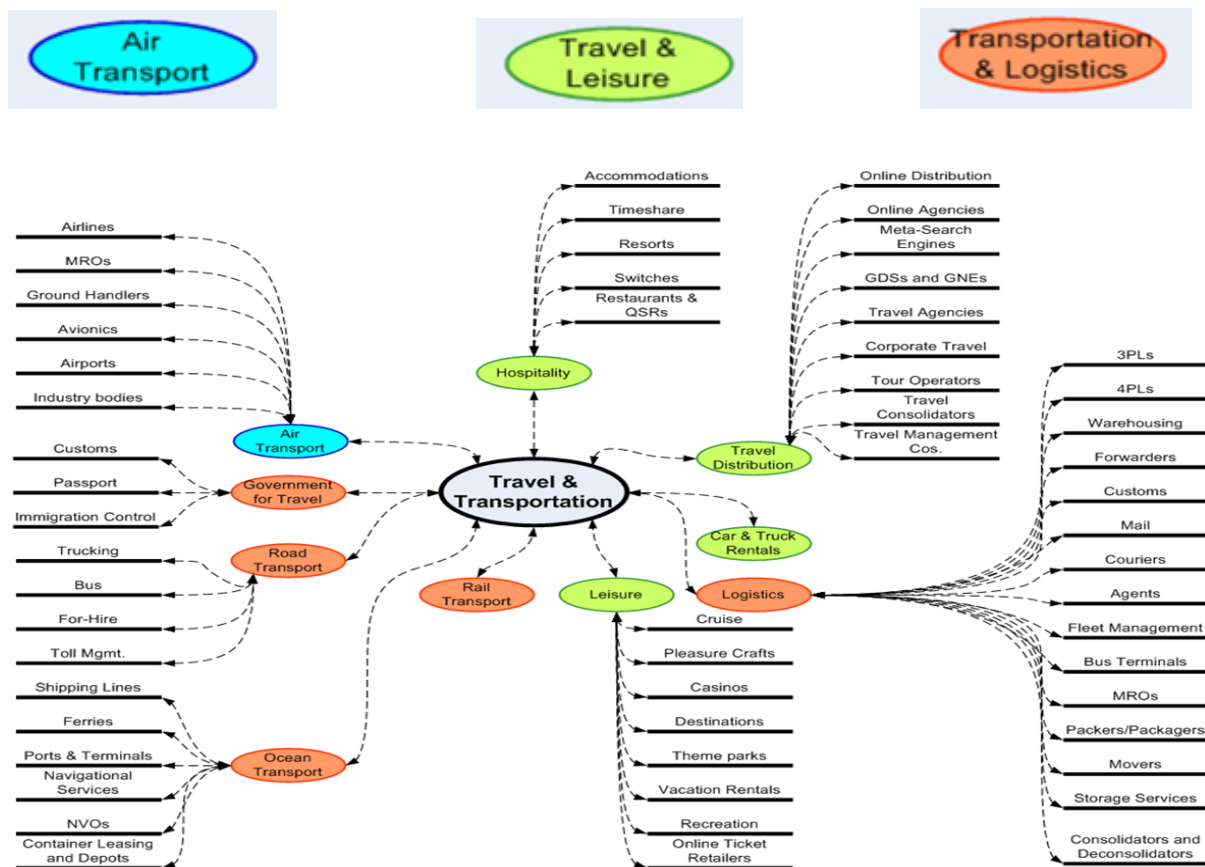 Air
Transport
Travel &
Leisure
Transportation
& Logistics
Airlines
MROs
Ground Handlers
Avionics
Airports
Industry bodies
Air
Transport
Customs
Passport
Immigration Control
Government
for Travel
Trucking
Bus
For-Hire
Toll Mgmt.
Road
Transport
Shipping Lines
Ferries
Ports & Terminals
Navigational
Services
NVOs
Container Leasing
and Depots
Ocean
Transport
Accommodations
Timeshare
Resorts
Switches
Restaurants &
QSRs
Hospitality
Travel &
Transportation
Rail
Transport
Online Distribution
Online Agencies
Meta-Search
Engines
GDSs and GNEs
Travel Agencies
Corporate Travel
Tour Operators
Travel
Consolidators
Travel Management
Cos.
Travel
Distribution
Car & Truck
Rentals
Leisure
Cruise
Pleasure Crafts
Casinos
Destinations
Theme parks
Vacation Rentals
Recreation
Online Ticket
Retailers
Logistics
3PLs
4PLs
Warehousing
Forwarders
Customs
Mail
Couriers
Agents
Fleet Management
Bus Terminals
MROs
Packers/Packagers
Movers
Storage Services
Consolidators and
Deconsolidators